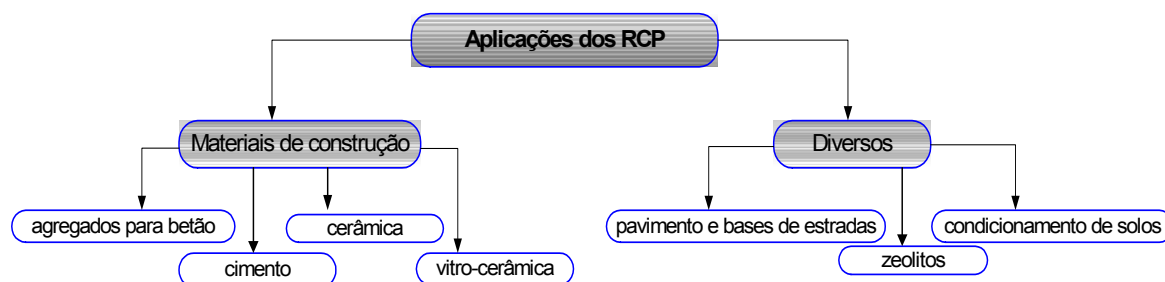 Aplicações dos RCP
Materiais de construção
Diversos
agregados para betão
cimento
cerâmica
vitro-cerâmica
pavimento e bases de estradas
zeolitos
condicionamento de solos